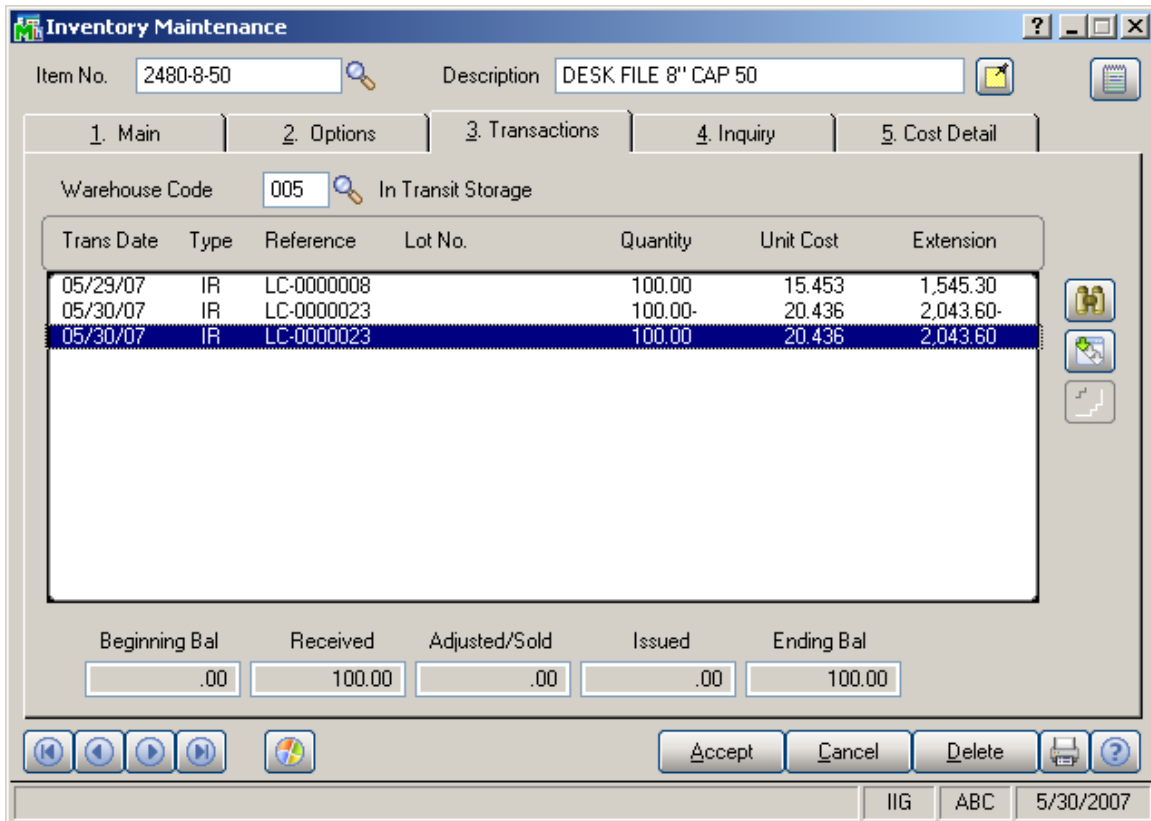 Inventory Maintenance
Item No. 2480-8-50 Description DESK FILE 8" CAP 50
1. Main 2. Options 3. Transactions 4. Inquiry 5. Cost Detail
Warehouse Code 005 In Transit Storage
Trans Date Type Reference Lot No. Quantity Unit Cost Extension
05/29/07 IR LC-0000008 100.00 15.453 1,545.30
05/30/07 IR LC-0000023 100.00- 20.436 2,043.60-
05/30/07 IR LC-0000023 100.00 20.436 2,043.60
Beginning Bal Received Adjusted/Sold Issued Ending Bal
.00 100.00 .00 .00 100.00
Accept Cancel Delete
IIG ABC 5/30/2007